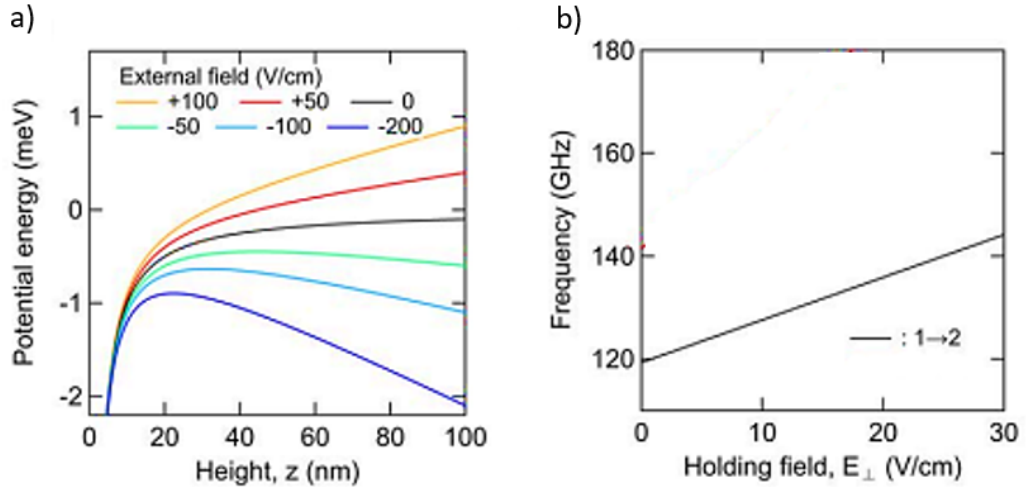 a)
External field (V/cm)
+100 +50 0
-50 -100 -200
1
0
-1
-2
Potential energy (meV)
0 20 40 60 80 100
Height, z (nm)
b)
180
160
140
120
Frequency (GHz)
: 1→2
0 10 20 30
Holding field, E⊥ (V/cm)